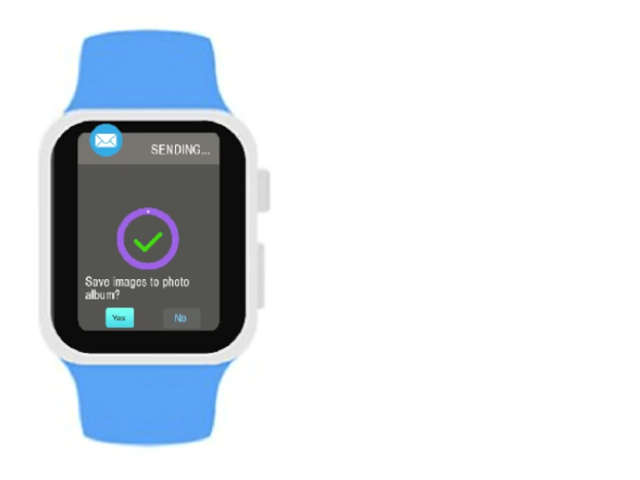 SENDING...
Save images to photo
album?
Yes
No